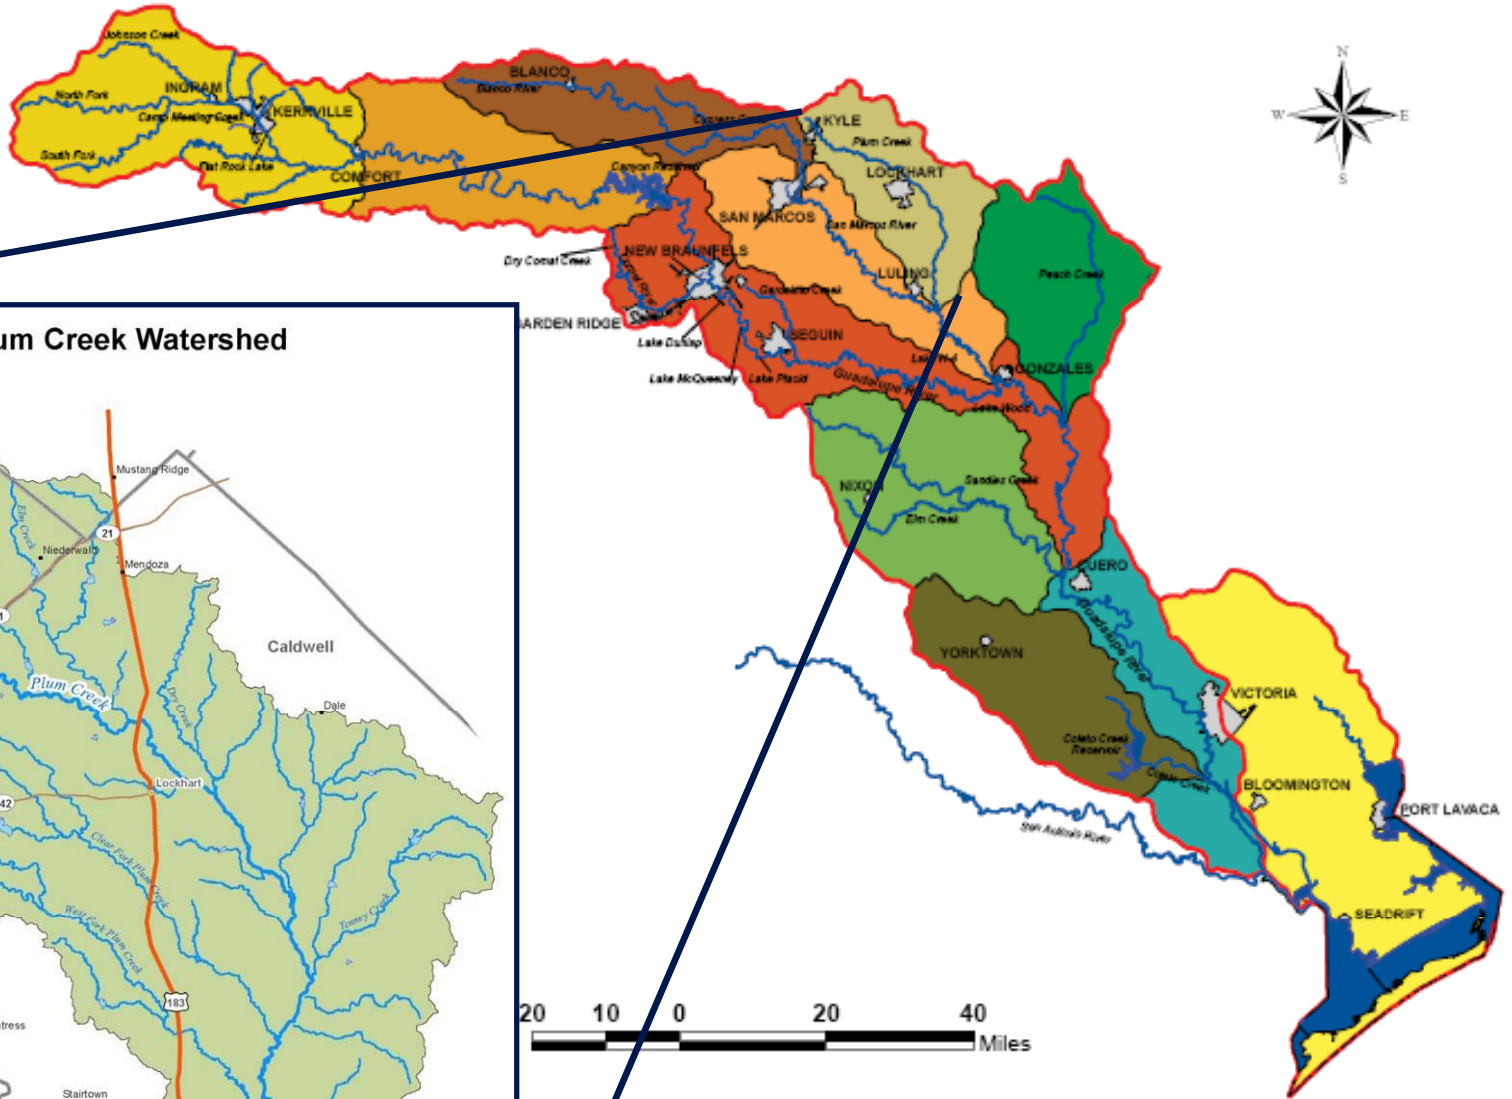 Johnson Creek
INGRAM
North Fork
Camp Meeting Creek
KERRVILLE
South Fork
Flat Rock Lake
COMFORT
BLANCO
Blanco River
Canyon Reservoir
KYLE
Plum Creek
LOCKHART
SAN MARCOS
San Marcos River
Dry Comal Creek
NEW BRAUNFELS
LULING
Geronimo Creek
Peach Creek
ARDEN RIDGE
SEGUIN
Lake Dunlap
Lake McQueeney
Lake Placid
Lake H-4
Guadalupe River
GONZALES
Lake Wood
NIXON
Sandies Creek
Elm Creek
CUERO
Guadalupe River
YORKTOWN
VICTORIA
Coleto Creek
Reservoir
Coleto Creek
BLOOMINGTON
PORT LAVACA
San Antonio River
SEADRIFT
N
W
E
S
20 10 0 20 40
Miles
um Creek Watershed
Mustang Ridge
Elm Creek
21
Niederwald
Mendoza
1
Caldwell
Plum Creek
Dry Creek
Dale
Lockhart
42
Clear Fork Plum Creek
West Fork Plum Creek
Tenney Creek
183
tress
Stairtown